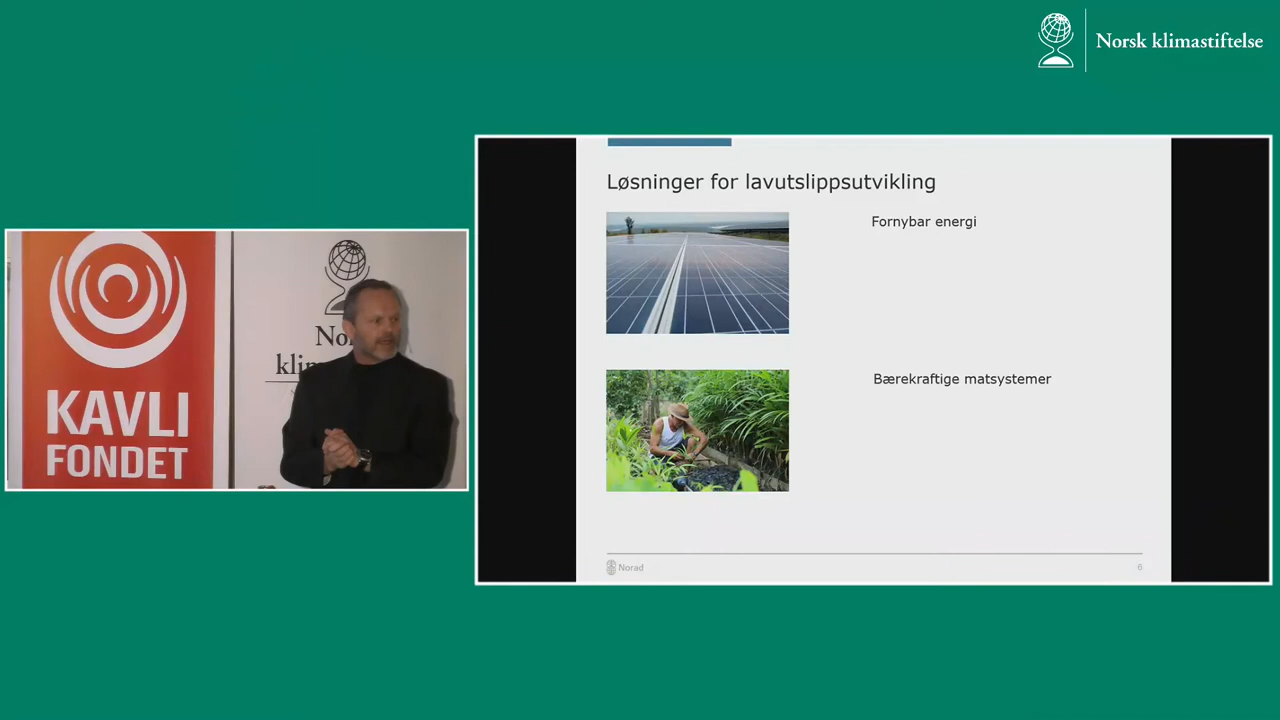 Norsk klimastiftelse
Løsninger for lavutslippsutvikling
Fornybar energi
Bærekraftige matsystemer
Norad
6
KAVLI
FONDET